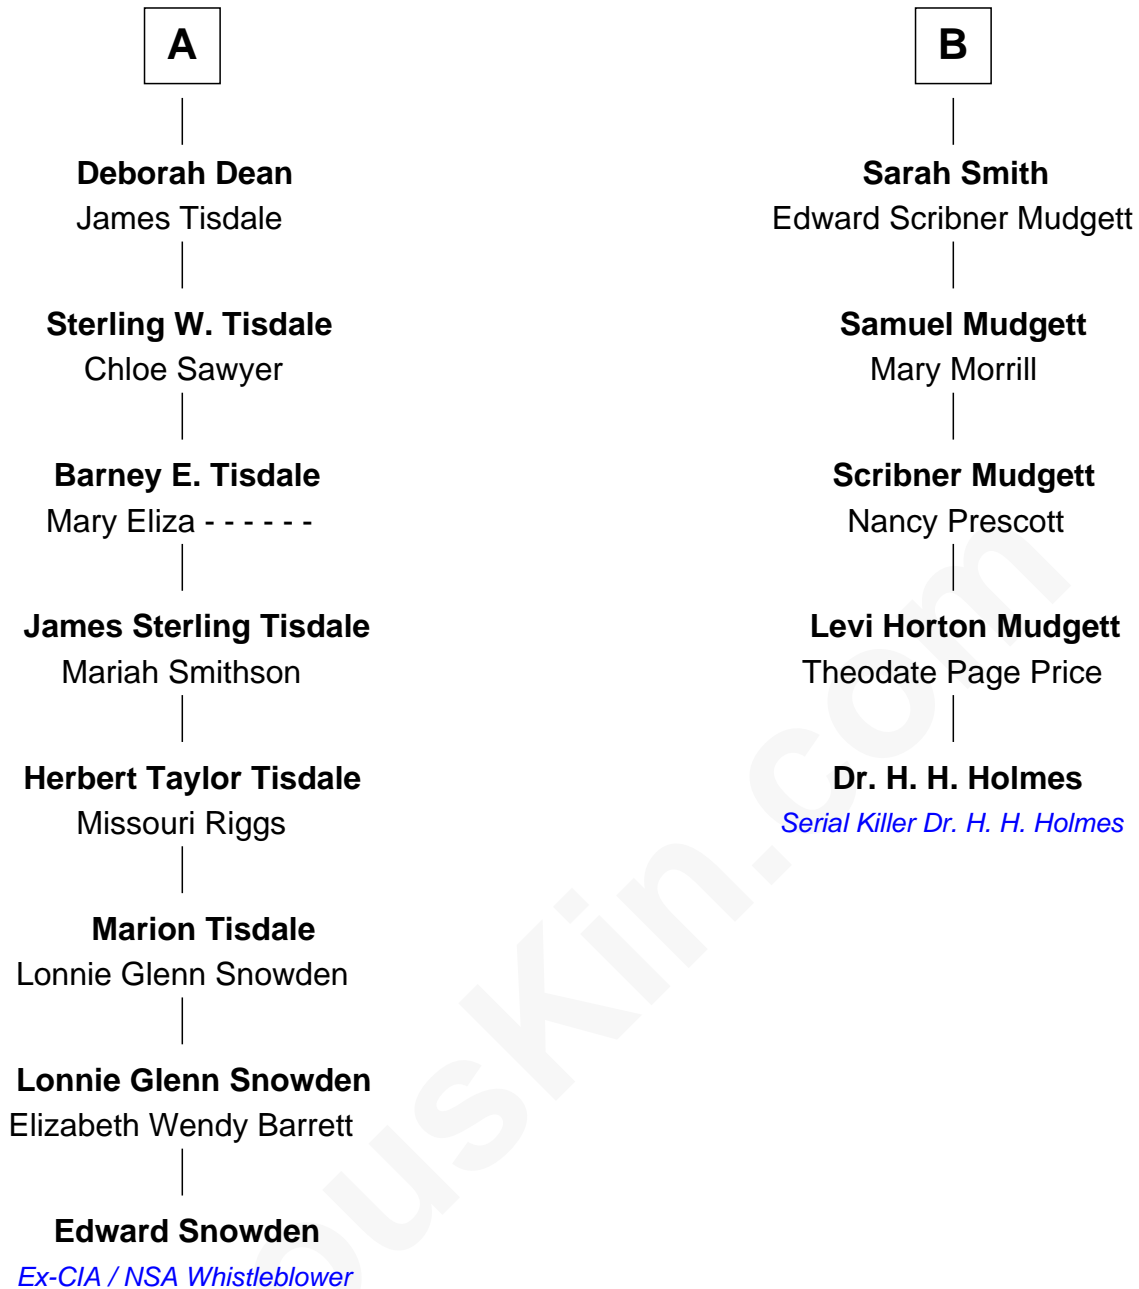 A
Deborah Dean
James Tisdale
Sterling W. Tisdale
Chloe Sawyer
Barney E. Tisdale
Mary Eliza - - - - - -
James Sterling Tisdale
Mariah Smithson
Herbert Taylor Tisdale
Missouri Riggs
Marion Tisdale
Lonnie Glenn Snowden
Lonnie Glenn Snowden
Elizabeth Wendy Barrett
Edward Snowden
Ex-CIA / NSA Whistleblower
B
Sarah Smith
Edward Scribner Mudgett
Samuel Mudgett
Mary Morrill
Scribner Mudgett
Nancy Prescott
Levi Horton Mudgett
Theodate Page Price
Dr. H. H. Holmes
Serial Killer Dr. H. H. Holmes
ousKin.com